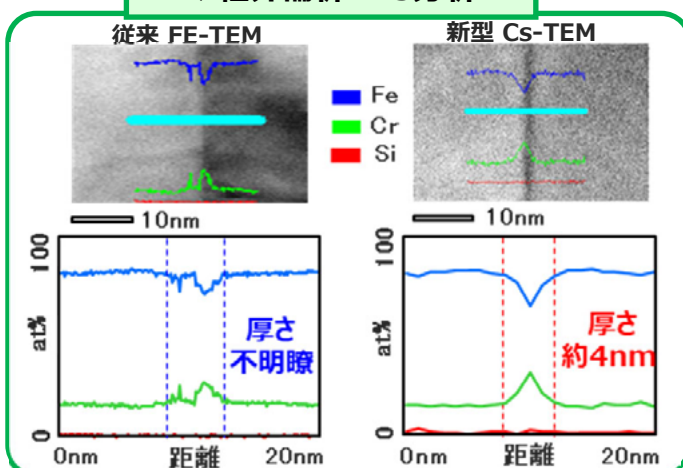 従来 FE-TEM
新型 Cs-TEM
Fe
Cr
Si
10nm
10nm
100
at%
0
厚さ
不明瞭
0nm
距離
20nm
100
at%
0
厚さ
約4nm
0nm
距離
20nm